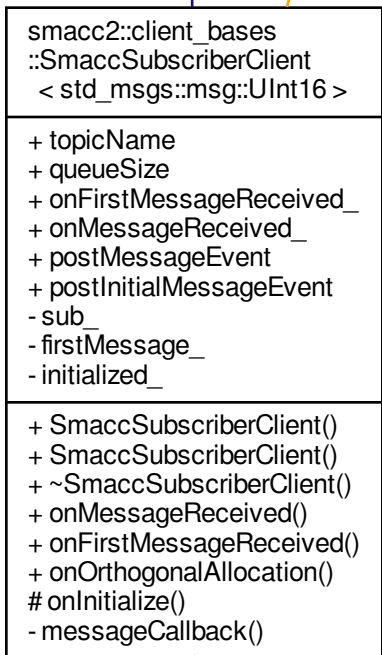 smacc2::client_bases
::SmaccSubscriberClient
< std_msgs::msg::UInt16 >
+ topicName
+ queueSize
+ onFirstMessageReceived_
+ onMessageReceived_
+ postMessageEvent
+ postInitialMessageEvent
- sub_
- firstMessage_
- initialized_
+ SmaccSubscriberClient()
+ SmaccSubscriberClient()
+ ~SmaccSubscriberClient()
+ onMessageReceived()
+ onFirstMessageReceived()
+ onOrthogonalAllocation()
# onInitialize()
- messageCallback()